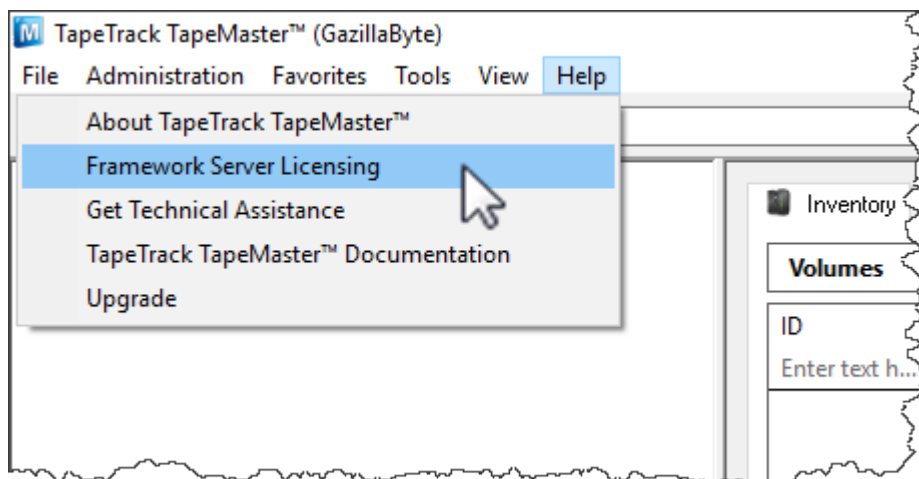 TapeTrack TapeMaster™ (GazillaByte)
File Administration Favorites Tools View Help
About TapeTrack TapeMaster™
Framework Server Licensing
Get Technical Assistance
TapeTrack TapeMaster™ Documentation
Upgrade
Inventory
Volumes
ID
Enter text h...